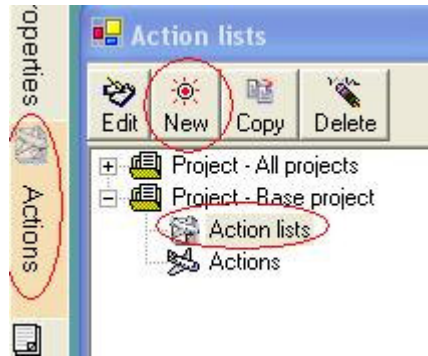 roperties
Actions
Action lists
Edit New Copy Delete
Project - All projects
Project - Base project
Action lists
Actions